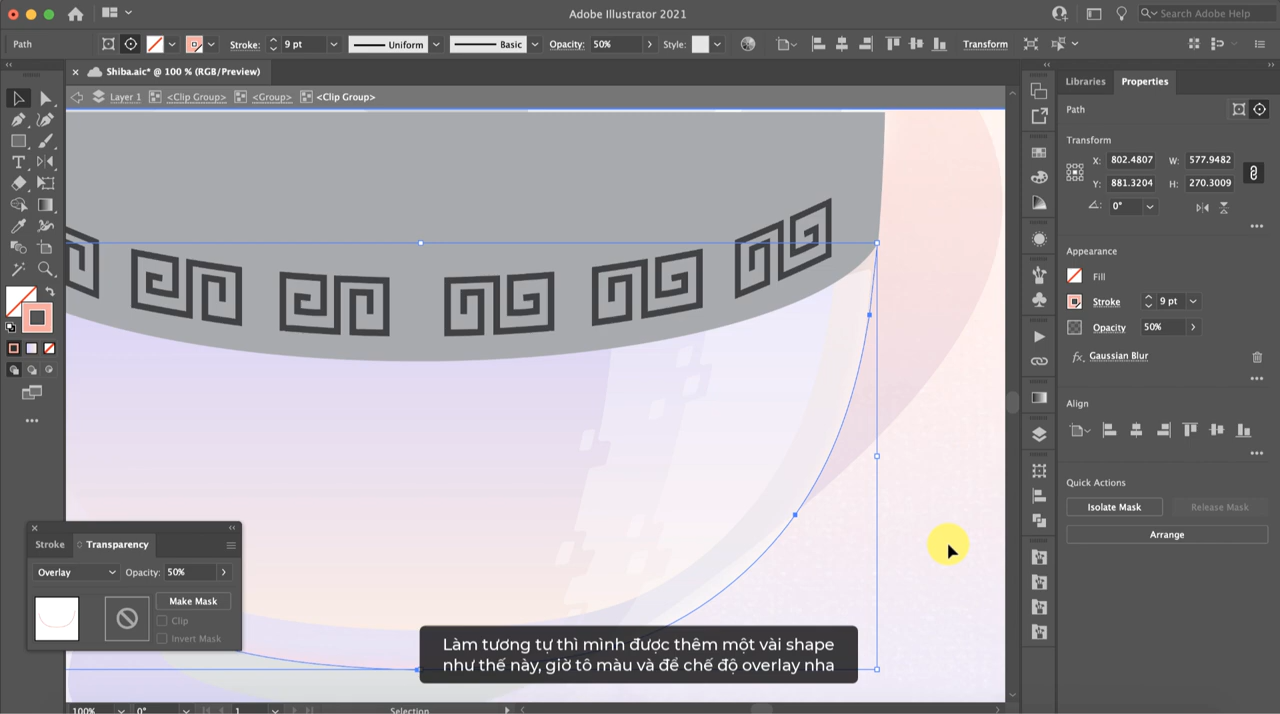 Adobe Illustrator 2021
Search Adobe Help
Path
Stroke:
9 pt
Uniform
Basic
Opacity:
50%
Style:
Transform
Shiba.aic* @ 100 % (RGB/Preview)
Layer 1
<Clip Group>
<Group>
<Clip Group>
Libraries
Properties
Path
Transform
X:
802.4807
W:
577.9482
Y:
881.3204
H:
270.3009
0°
Appearance
Fill
Stroke
9 pt
Opacity
50%
fx
Gaussian Blur
Align
Quick Actions
Isolate Mask
Release Mask
Arrange
Stroke
Transparency
Overlay
Opacity:
50%
Make Mask
Clip
Invert Mask
Làm tương tự thì mình được thêm một vài shape
như thế này, giờ tô màu và để chế độ overlay nha
100%
0°
1
Selection